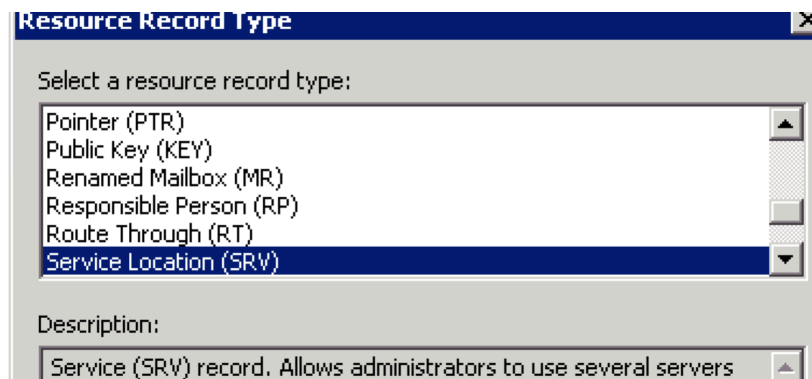 Resource Record Type
Select a resource record type:
Pointer (PTR)
Public Key (KEY)
Renamed Mailbox (MR)
Responsible Person (RP)
Route Through (RT)
Service Location (SRV)
Description:
Service (SRV) record. Allows administrators to use several servers